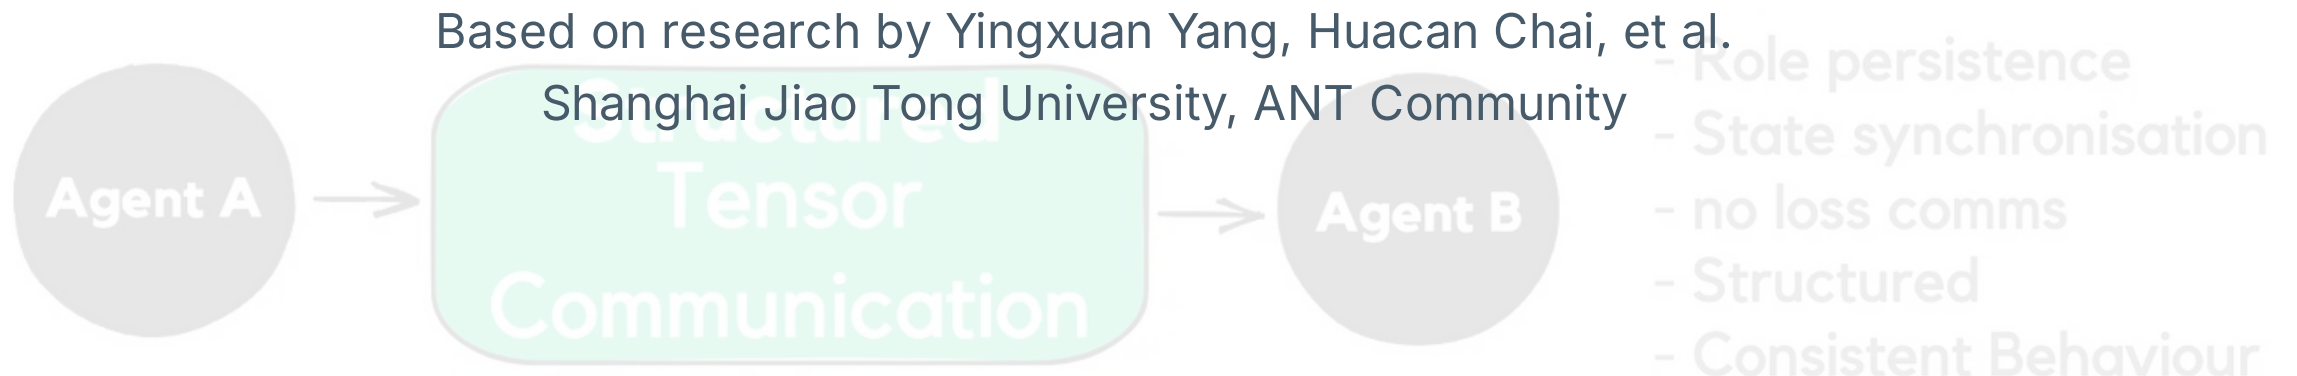 Based on research by Yingxuan Yang, Huacan Chai, et al.
Shanghai Jiao Tong University, ANT Community
Agent A
Structured
Tensor
Communication
Agent B
- Role persistence
- State synchronisation
- no loss comms
- Structured
- Consistent Behaviour